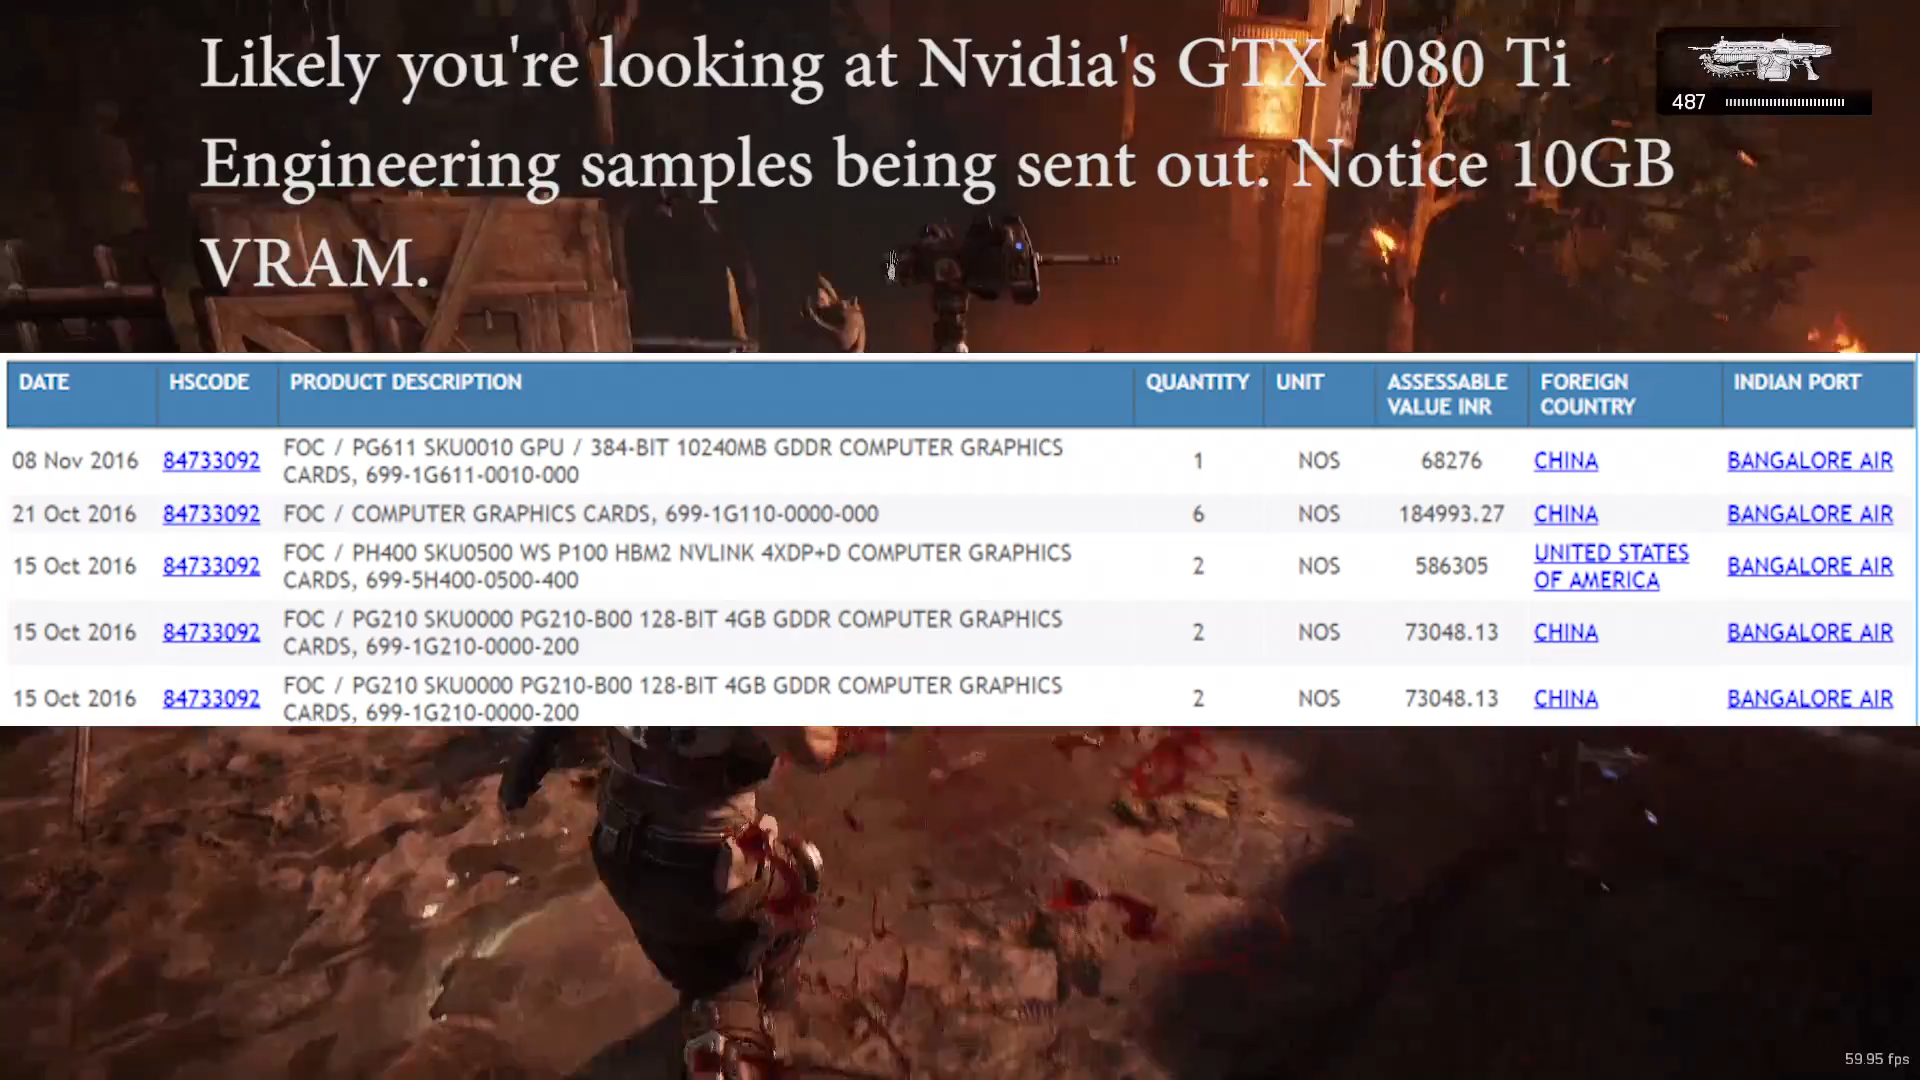 Likely you're looking at Nvidia's GTX 1080 Ti
487
Engineering samples being sent out. Notice 10GB
VRAM.
DATE HSCODE PRODUCT DESCRIPTION QUANTITY UNIT ASSESSABLE VALUE INR FOREIGN COUNTRY INDIAN PORT
08 Nov 2016 84733092 FOC / PG611 SKU0010 GPU / 384-BIT 10240MB GDDR COMPUTER GRAPHICS
CARDS, 699-1G611-0010-000 1 NOS 68276 CHINA BANGALORE AIR
21 Oct 2016 84733092 FOC / COMPUTER GRAPHICS CARDS, 699-1G110-0000-000 6 NOS 184993.27 CHINA BANGALORE AIR
15 Oct 2016 84733092 FOC / PH400 SKU0500 WS P100 HBM2 NVLINK 4XDP+D COMPUTER GRAPHICS
CARDS, 699-5H400-0500-400 2 NOS 586305 UNITED STATES OF AMERICA BANGALORE AIR
15 Oct 2016 84733092 FOC / PG210 SKU0000 PG210-B00 128-BIT 4GB GDDR COMPUTER GRAPHICS
CARDS, 699-1G210-0000-200 2 NOS 73048.13 CHINA BANGALORE AIR
15 Oct 2016 84733092 FOC / PG210 SKU0000 PG210-B00 128-BIT 4GB GDDR COMPUTER GRAPHICS
CARDS, 699-1G210-0000-200 2 NOS 73048.13 CHINA BANGALORE AIR
59.95 fps